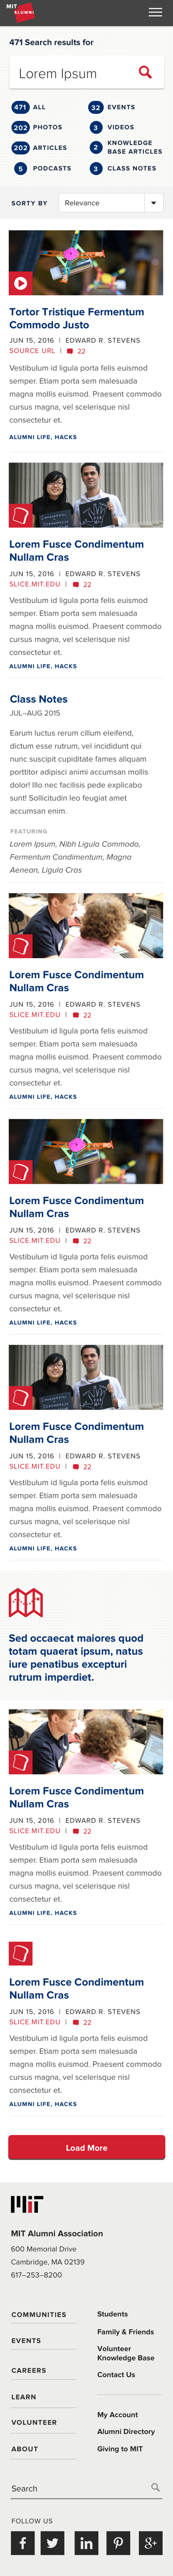 MIT
ALUMNI
471 Search results for
Lorem Ipsum
471 ALL
32 EVENTS
202 PHOTOS
3 VIDEOS
202 ARTICLES
2 KNOWLEDGE
BASE ARTICLES
5 PODCASTS
3 CLASS NOTES
SORTY BY
Relevance
Tortor Tristique Fermentum
Commodo Justo
JUN 15, 2016 | EDWARD R. STEVENS
SOURCE URL | 22
Vestibulum id ligula porta felis euismod
semper. Etiam porta sem malesuada
magna mollis euismod. Praesent commodo
cursus magna, vel scelerisque nisl
consectetur et.
ALUMNI LIFE, HACKS
Lorem Fusce Condimentum
Nullam Cras
JUN 15, 2016 | EDWARD R. STEVENS
SLICE.MIT.EDU | 22
Vestibulum id ligula porta felis euismod
semper. Etiam porta sem malesuada
magna mollis euismod. Praesent commodo
cursus magna, vel scelerisque nisl
consectetur et.
ALUMNI LIFE, HACKS
Class Notes
JUL–AUG 2015
Earum luctus rerum cillum eleifend,
dictum esse rutrum, vel incididunt qui
nunc suscipit cupiditate fames aliquam
porttitor adipisci animi accumsan mollis
dolor! Illo nec facilisis pede explicabo
sunt! Sollicitudin leo feugiat amet
accumsan enim.
FEATURING
Lorem Ipsum, Nibh Ligula Commodo,
Fermentum Condimentum, Magna
Aenean, Ligula Cras
Lorem Fusce Condimentum
Nullam Cras
JUN 15, 2016 | EDWARD R. STEVENS
SLICE.MIT.EDU | 22
Vestibulum id ligula porta felis euismod
semper. Etiam porta sem malesuada
magna mollis euismod. Praesent commodo
cursus magna, vel scelerisque nisl
consectetur et.
ALUMNI LIFE, HACKS
Lorem Fusce Condimentum
Nullam Cras
JUN 15, 2016 | EDWARD R. STEVENS
SLICE.MIT.EDU | 22
Vestibulum id ligula porta felis euismod
semper. Etiam porta sem malesuada
magna mollis euismod. Praesent commodo
cursus magna, vel scelerisque nisl
consectetur et.
ALUMNI LIFE, HACKS
Lorem Fusce Condimentum
Nullam Cras
JUN 15, 2016 | EDWARD R. STEVENS
SLICE.MIT.EDU | 22
Vestibulum id ligula porta felis euismod
semper. Etiam porta sem malesuada
magna mollis euismod. Praesent commodo
cursus magna, vel scelerisque nisl
consectetur et.
ALUMNI LIFE, HACKS
Sed occaecat maiores quod
totam quaerat ipsum, natus
iure penatibus excepturi
rutrum imperdiet.
Lorem Fusce Condimentum
Nullam Cras
JUN 15, 2016 | EDWARD R. STEVENS
SLICE.MIT.EDU | 22
Vestibulum id ligula porta felis euismod
semper. Etiam porta sem malesuada
magna mollis euismod. Praesent commodo
cursus magna, vel scelerisque nisl
consectetur et.
ALUMNI LIFE, HACKS
Lorem Fusce Condimentum
Nullam Cras
JUN 15, 2016 | EDWARD R. STEVENS
SLICE.MIT.EDU | 22
Vestibulum id ligula porta felis euismod
semper. Etiam porta sem malesuada
magna mollis euismod. Praesent commodo
cursus magna, vel scelerisque nisl
consectetur et.
ALUMNI LIFE, HACKS
Load More
MIT
MIT Alumni Association
600 Memorial Drive
Cambridge, MA 02139
617–253–8200
COMMUNITIES
EVENTS
CAREERS
LEARN
VOLUNTEER
ABOUT
Students
Family & Friends
Volunteer
Knowledge Base
Contact Us
My Account
Alumni Directory
Giving to MIT
Search
FOLLOW US